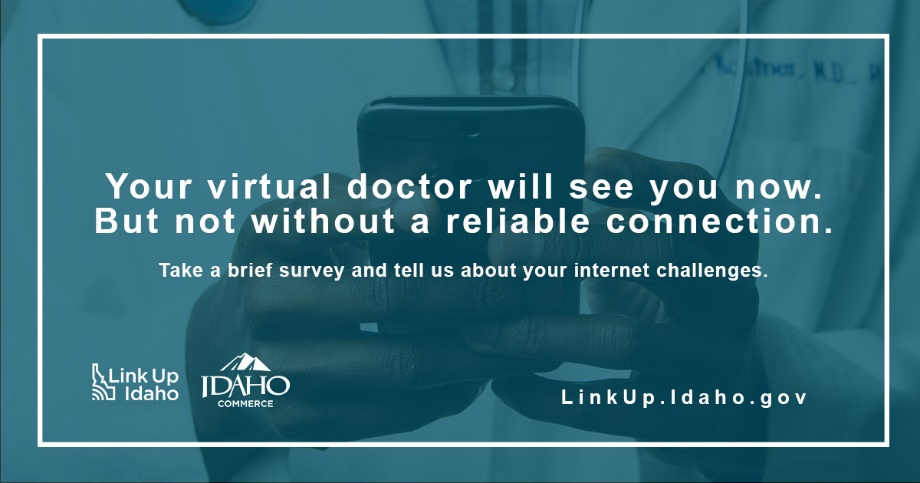 Your virtual doctor will see you now.
But not without a reliable connection.
Take a brief survey and tell us about your internet challenges.
Link Up
Idaho
IDAHO
COMMERCE
LinkUp.Idaho.gov